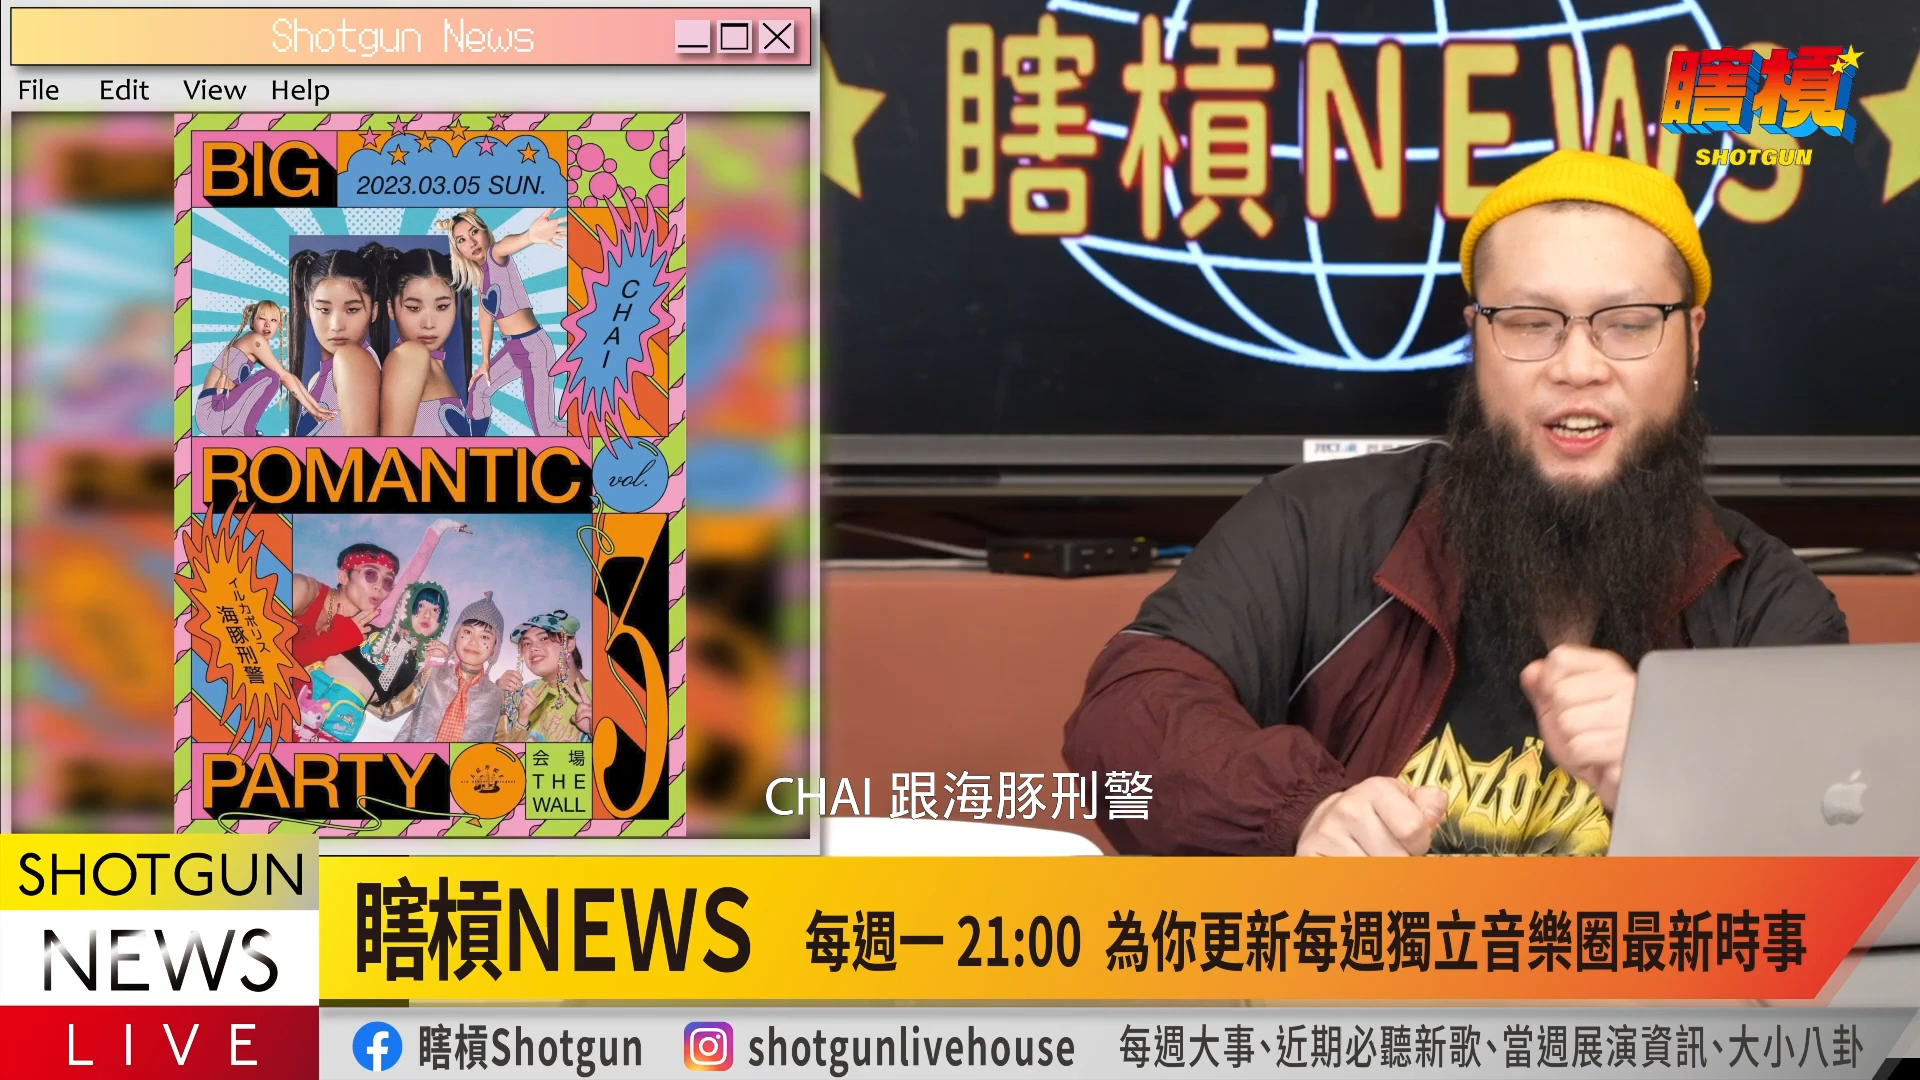 Shotgun News
File Edit View Help
BIG
2023.03.05 SUN.
CHAI
ROMANTIC
vol.
3
イルカポリス
海豚刑警
PARTY
会場
THE
WALL
瞎槓NEWS
瞎槓
SHOTGUN
CHAI 跟海豚刑警
SHOTGUN
NEWS
LIVE
瞎槓NEWS
每週一 21:00 為你更新每週獨立音樂圈最新時事
瞎槓Shotgun
shotgunlivehouse
每週大事、近期必聽新歌、當週展演資訊、大小八卦